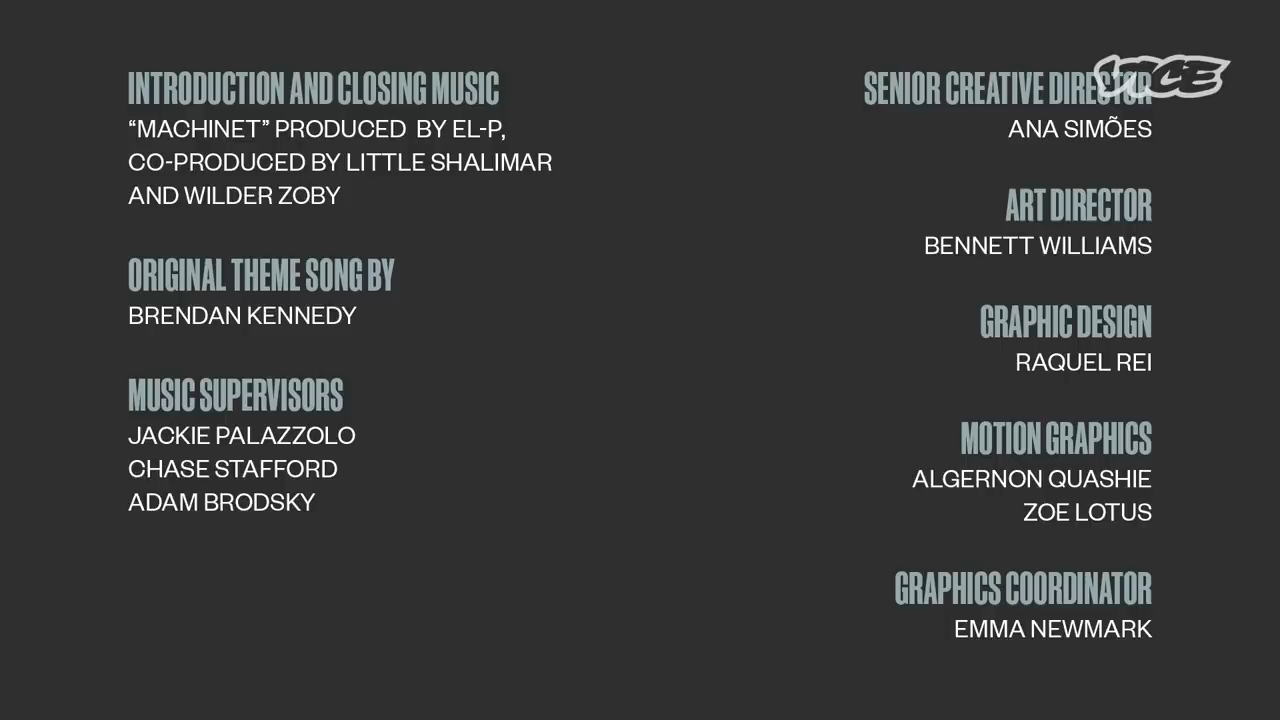 INTRODUCTION AND CLOSING MUSIC
“MACHINET” PRODUCED BY EL-P,
CO-PRODUCED BY LITTLE SHALIMAR
AND WILDER ZOBY
ORIGINAL THEME SONG BY
BRENDAN KENNEDY
MUSIC SUPERVISORS
JACKIE PALAZZOLO
CHASE STAFFORD
ADAM BRODSKY
VICE
SENIOR CREATIVE DIRECTOR
ANA SIMÕES
ART DIRECTOR
BENNETT WILLIAMS
GRAPHIC DESIGN
RAQUEL REI
MOTION GRAPHICS
ALGERNON QUASHIE
ZOE LOTUS
GRAPHICS COORDINATOR
EMMA NEWMARK